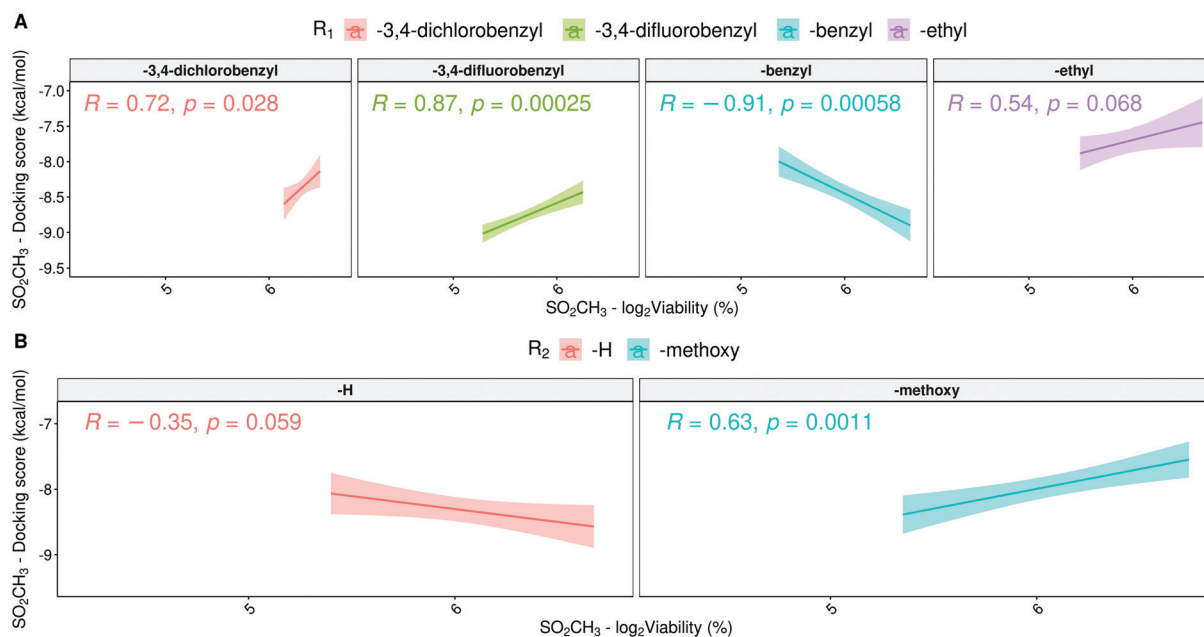 A
R₁ a -3,4-dichlorobenzyl a -3,4-difluorobenzyl a -benzyl a -ethyl
-3,4-dichlorobenzyl -3,4-difluorobenzyl -benzyl -ethyl
R = 0.72, p = 0.028 R = 0.87, p = 0.00025 R = −0.91, p = 0.00058 R = 0.54, p = 0.068
SO₂CH₃ - Docking score (kcal/mol)
-7.0
-8.0
-8.5
-9.0
-9.5
5 6 5 6 5 6 5 6
SO₂CH₃ - log₂Viability (%)
B
R₂ a -H a -methoxy
-H -methoxy
R = −0.35, p = 0.059 R = 0.63, p = 0.0011
SO₂CH₃ - Docking score (kcal/mol)
-7
-8
-9
5 6 5 6
SO₂CH₃ - log₂Viability (%)